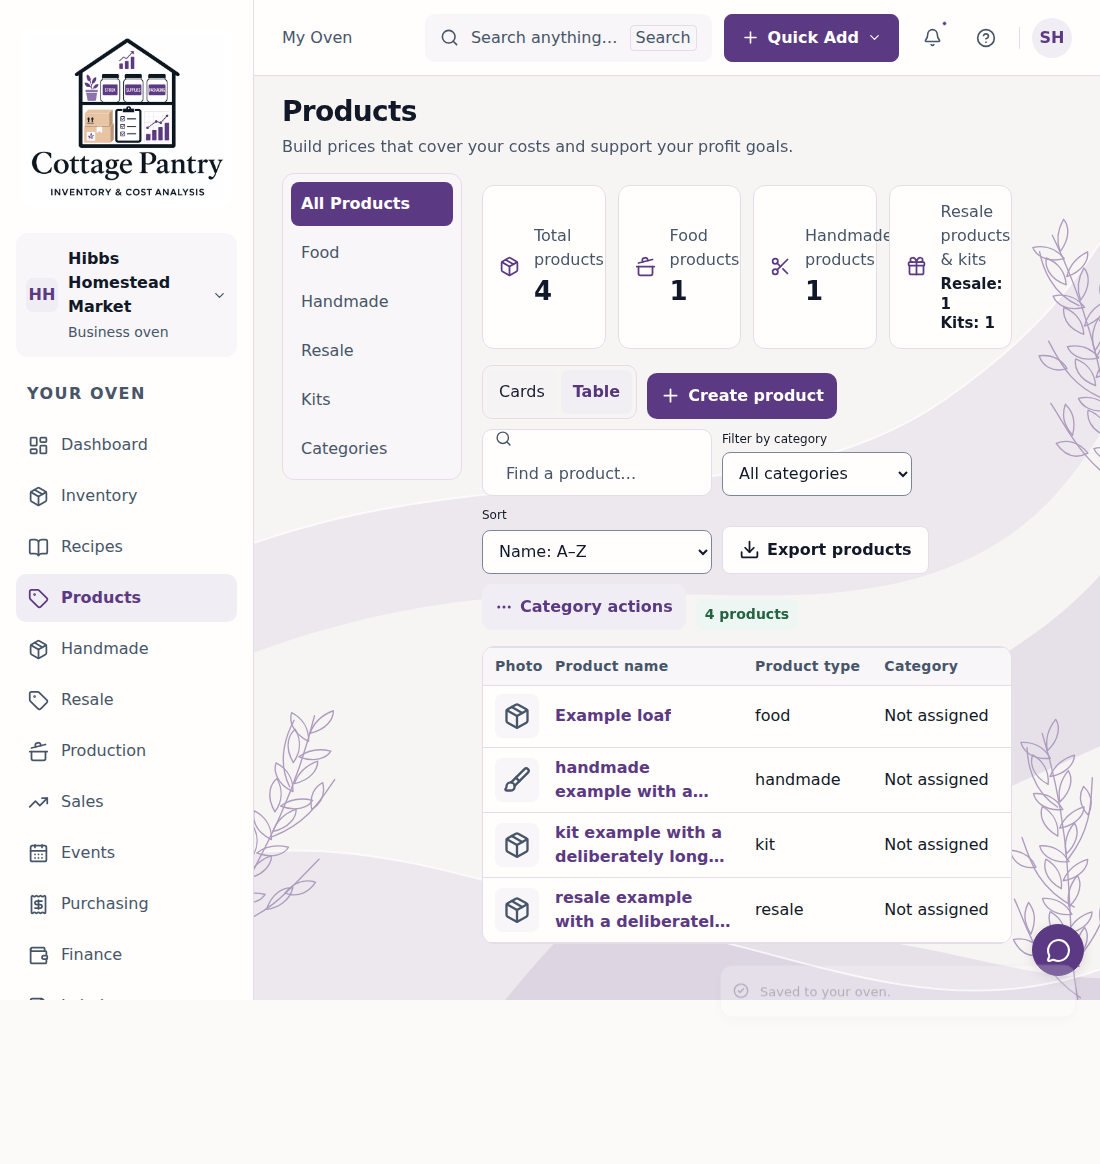 My Oven
Search anything...
Search
Quick Add
SH
Cottage Pantry
INVENTORY & COST ANALYSIS
HH
Hibbs
Homestead
Market
Business oven
YOUR OVEN
Dashboard
Inventory
Recipes
Products
Handmade
Resale
Production
Sales
Events
Purchasing
Finance
Products
Build prices that cover your costs and support your profit goals.
All Products
Food
Handmade
Resale
Kits
Categories
Total
products
4
Food
products
1
Handmade
products
1
Resale
products
& kits
Resale:
1
Kits: 1
Cards
Table
Create product
Find a product...
Filter by category
All categories
Sort
Name: A–Z
Export products
Category actions
4 products
Photo Product name Product type Category
Example loaf food Not assigned
handmade
example with a... handmade Not assigned
kit example with a
deliberately long... kit Not assigned
resale example
with a deliberatel... resale Not assigned
Saved to your oven.